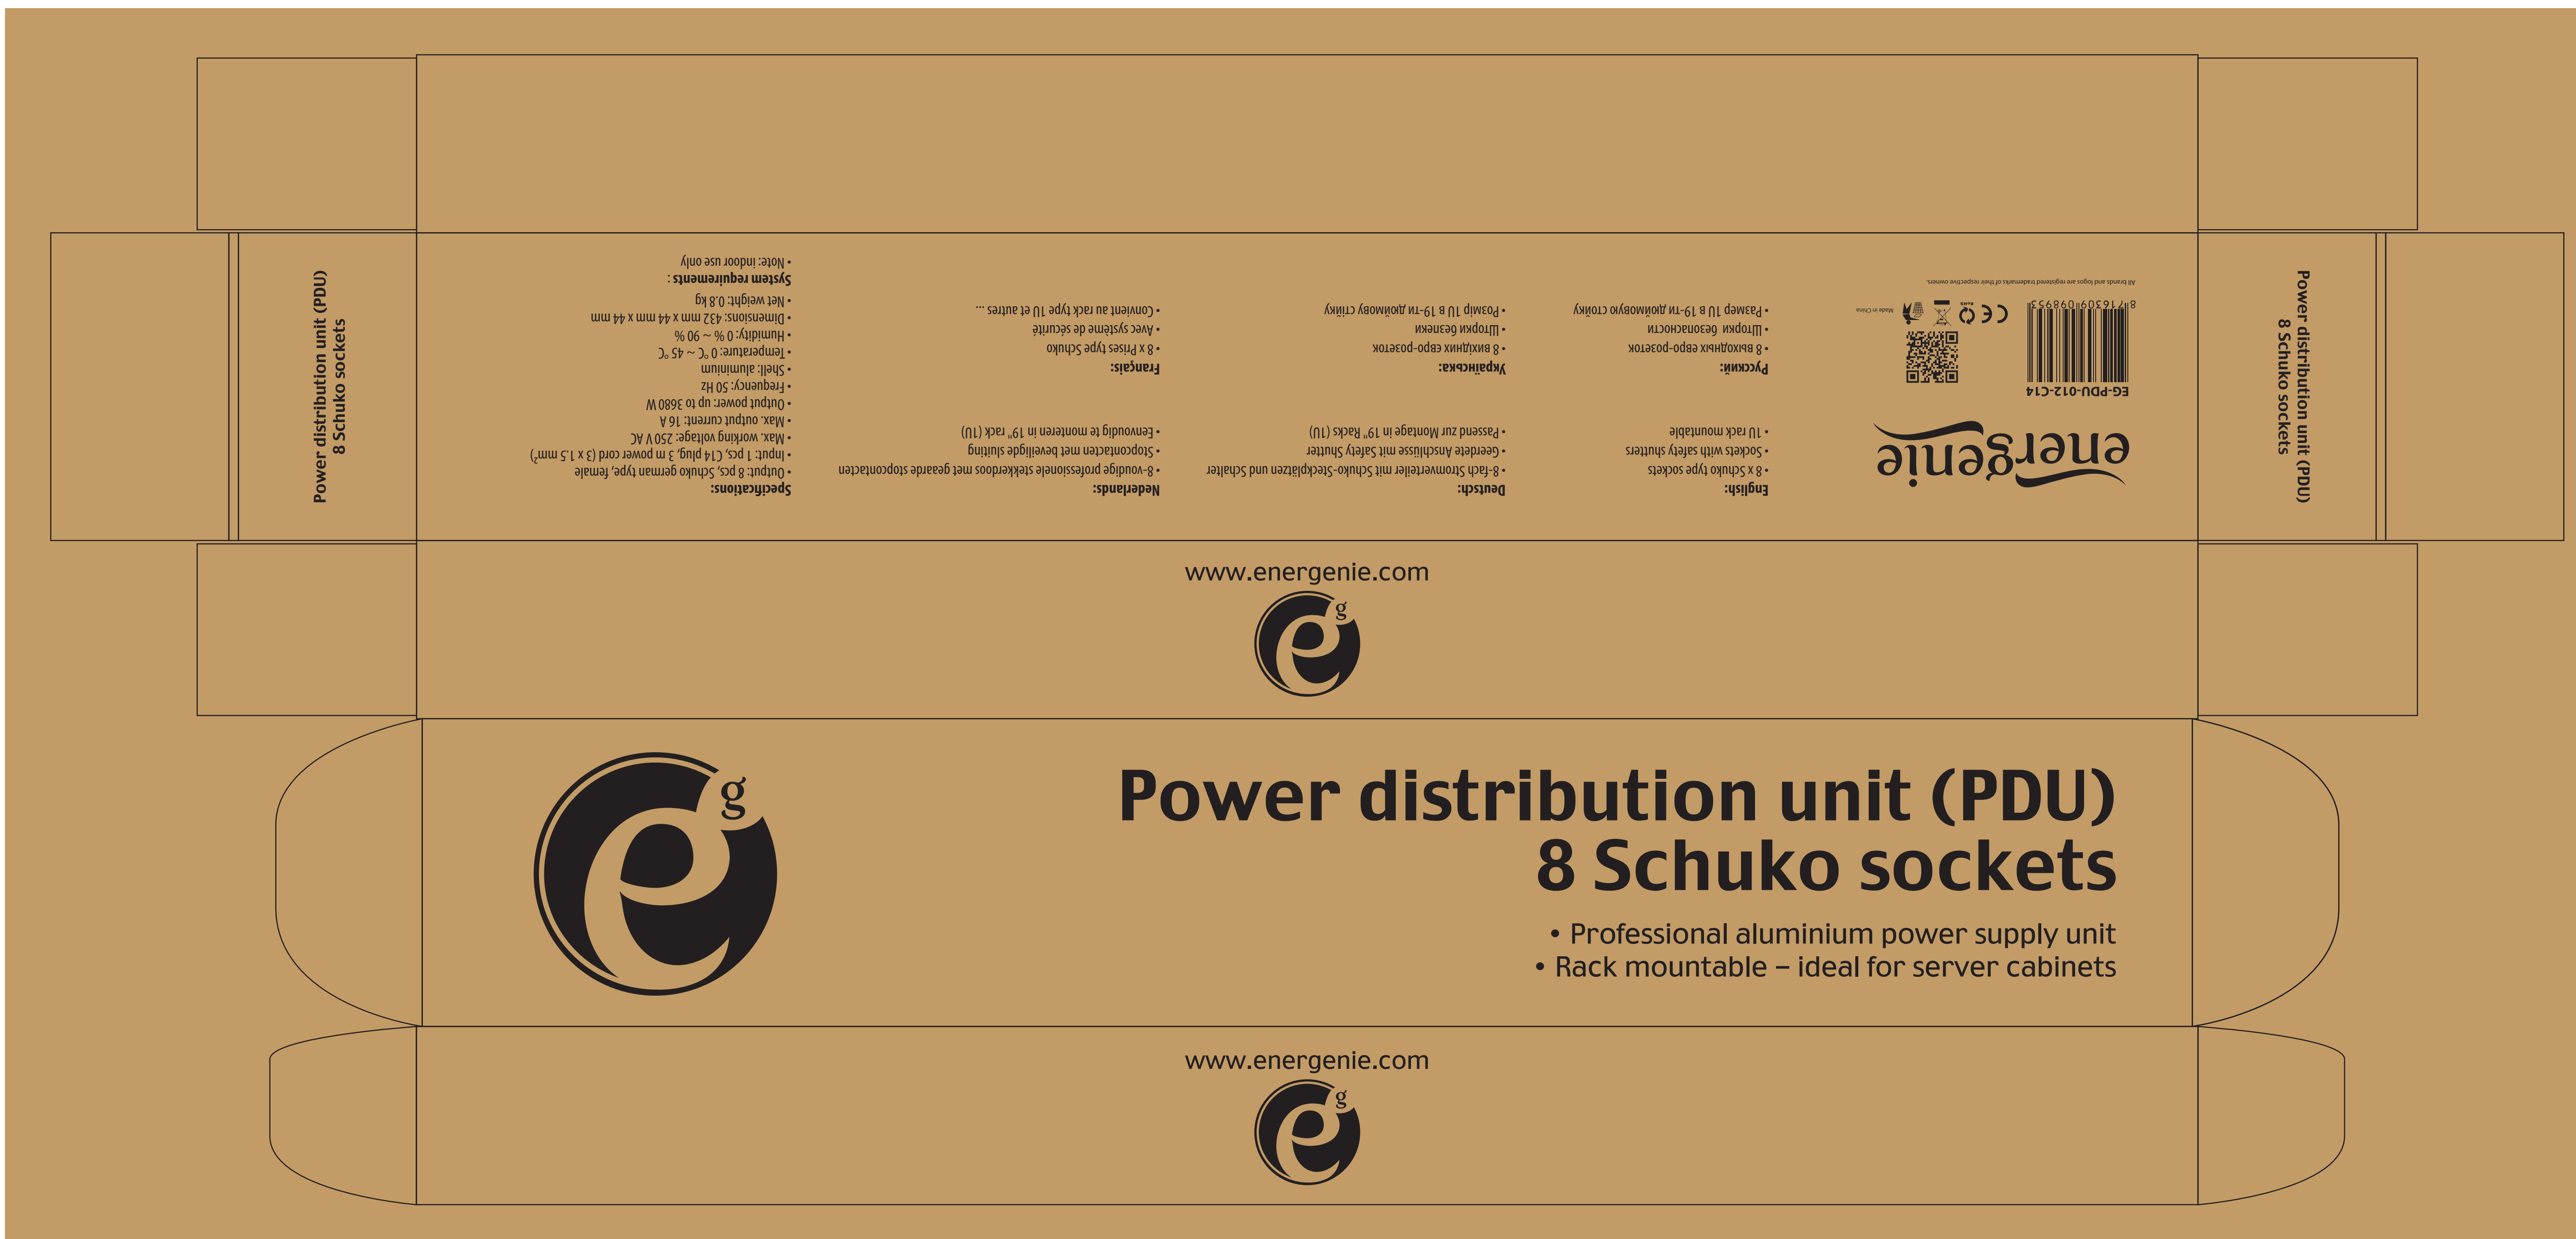 Power distribution unit (PDU)
8 Schuko sockets
energenie
EG-PDU-012-C14
8 716309 098953
RoHS
Made in China
All brands and logos are registered trademarks of their respective owners.
English:
• 8 x Schuko type sockets
• Sockets with safety shutters
• 1U rack mountable
Русский:
• 8 выходных евро-розеток
• Шторки безопасности
• Размер 1U в 19-ти дюймовую стойку
Deutsch:
• 8-fach Stromverteiler mit Schuko-Steckplätzen und Schalter
• Geerdete Anschlüsse mit Safety Shutter
• Passend zur Montage in 19" Racks (1U)
Українська:
• 8 вихідних євро-розеток
• Шторки безпеки
• Розмір 1U в 19-ти дюймову стійку
Nederlands:
• 8-voudige professionele stekkerdoos met geaarde stopcontacten
• Stopcontacten met beveiligde sluiting
• Eenvoudig te monteren in 19" rack (1U)
Français:
• 8 x Prises type Schuko
• Avec système de sécurité
• Convient au rack type 1U et autres ...
Specifications:
• Output: 8 pcs, Schuko german type, female
• Input: 1 pcs, C14 plug, 3 m power cord (3 x 1.5 mm²)
• Max. working voltage: 250 V AC
• Max. output current: 16 A
• Output power: up to 3680 W
• Frequency: 50 Hz
• Shell: aluminium
• Temperature: 0 °C ~ 45 °C
• Humidity: 0 % ~ 90 %
• Dimensions: 432 mm x 44 mm x 44 mm
• Net weight: 0.8 kg
System requirements :
• Note: indoor use only
Power distribution unit (PDU)
8 Schuko sockets
www.energenie.com
e g
e g
Power distribution unit (PDU)
8 Schuko sockets
• Professional aluminium power supply unit
• Rack mountable – ideal for server cabinets
www.energenie.com
e g